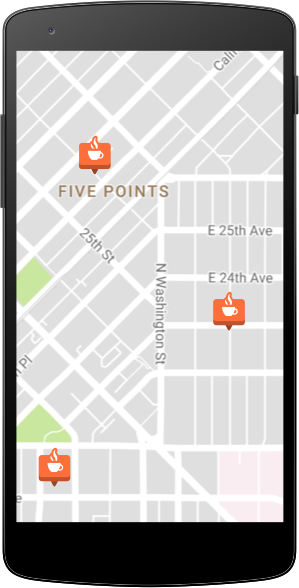 Cali
FIVE POINTS
25th St
E 25th Ave
E 24th Ave
N Washington St
Pl
e